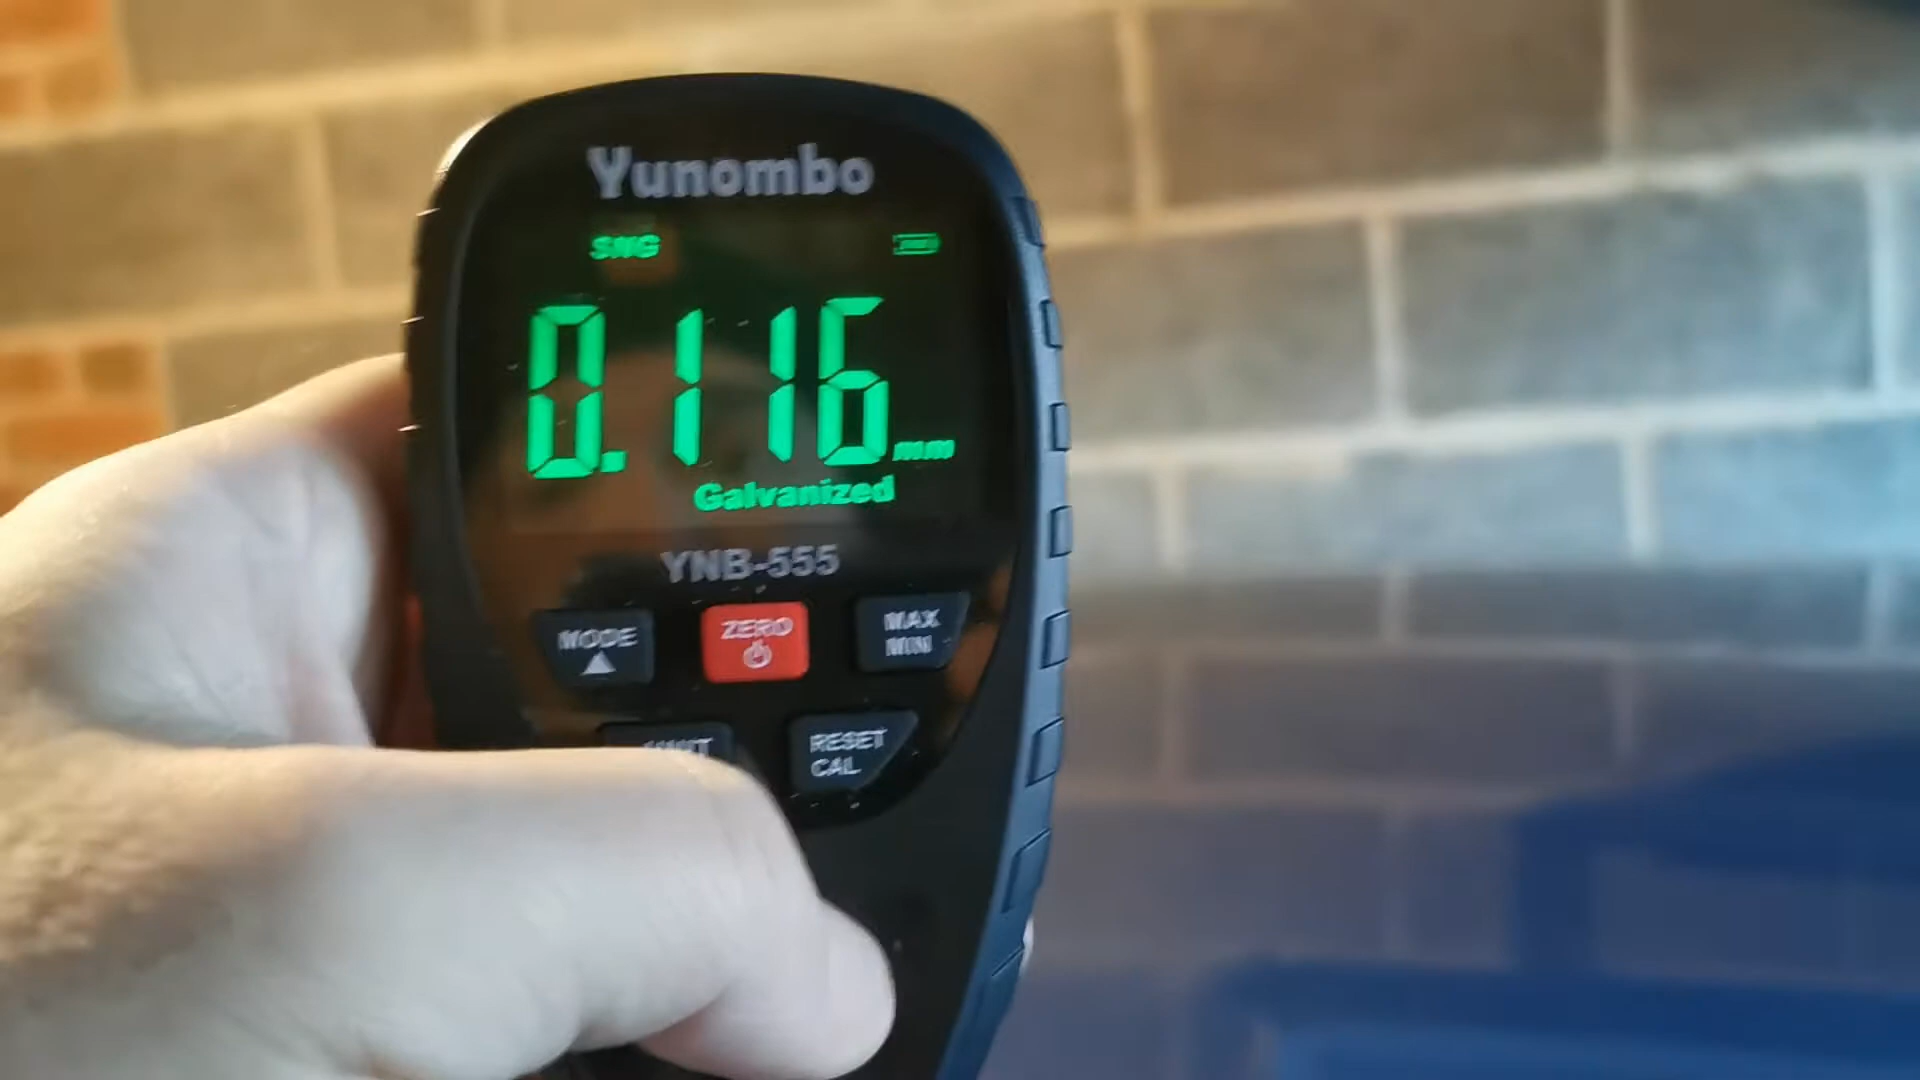 Yunombo
SNG
0.116 mm
Galvanized
YNB-555
MODE
ZERO
MAX
MIN
RESET
CAL